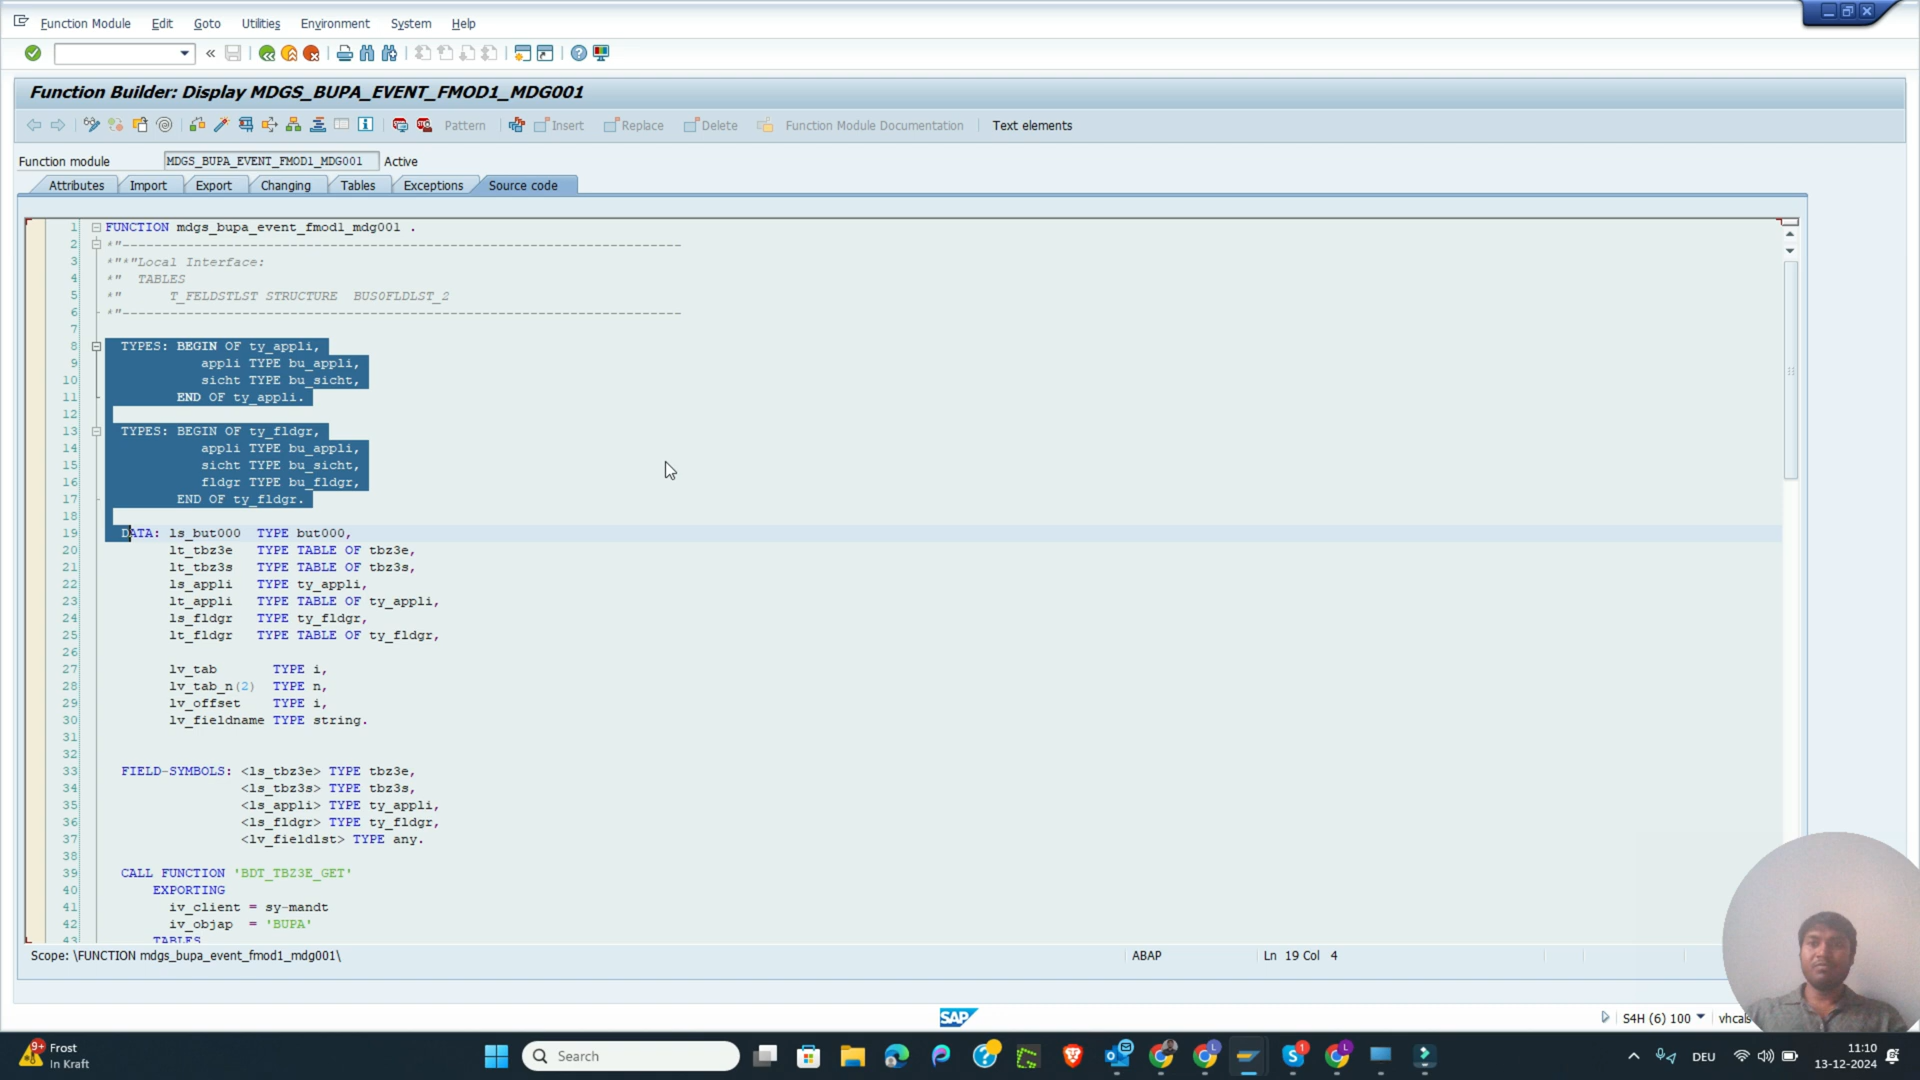 Function Module Edit Goto Utilities Environment System Help
Function Builder: Display MDGS_BUPA_EVENT_FMOD1_MDG001
Pattern Insert Replace Delete Function Module Documentation Text elements
Function module MDGS_BUPA_EVENT_FMOD1_MDG001 Active
Attributes Import Export Changing Tables Exceptions Source code
1 FUNCTION mdgs_bupa_event_fmod1_mdg001 .
2 *"----------------------------------------------------------------------
3 *"*"Local Interface:
4 *"  TABLES
5 *"      T_FELDSTLST STRUCTURE  BUS0FLDLST_2
6 *"----------------------------------------------------------------------
7
8 TYPES: BEGIN OF ty_appli,
9 appli TYPE bu_appli,
10 sicht TYPE bu_sicht,
11 END OF ty_appli.
12
13 TYPES: BEGIN OF ty_fldgr,
14 appli TYPE bu_appli,
15 sicht TYPE bu_sicht,
16 fldgr TYPE bu_fldgr,
17 END OF ty_fldgr.
18
19 DATA: ls_but000  TYPE but000,
20 lt_tbz3e   TYPE TABLE OF tbz3e,
21 lt_tbz3s   TYPE TABLE OF tbz3s,
22 ls_appli   TYPE ty_appli,
23 lt_appli   TYPE TABLE OF ty_appli,
24 ls_fldgr   TYPE ty_fldgr,
25 lt_fldgr   TYPE TABLE OF ty_fldgr,
26
27 lv_tab       TYPE i,
28 lv_tab_n(2)  TYPE n,
29 lv_offset    TYPE i,
30 lv_fieldname TYPE string.
31
32
33 FIELD-SYMBOLS: <ls_tbz3e> TYPE tbz3e,
34 <ls_tbz3s> TYPE tbz3s,
35 <ls_appli> TYPE ty_appli,
36 <ls_fldgr> TYPE ty_fldgr,
37 <lv_fieldlst> TYPE any.
38
39 CALL FUNCTION 'BDT_TBZ3E_GET'
40 EXPORTING
41 iv_client = sy-mandt
42 iv_objap  = 'BUPA'
43 TABLES
Scope: \FUNCTION mdgs_bupa_event_fmod1_mdg001\ ABAP Ln 19 Col 4
SAP S4H (6) 100
9+ Frost
In Kraft
Search
DEU
11:10
13-12-2024